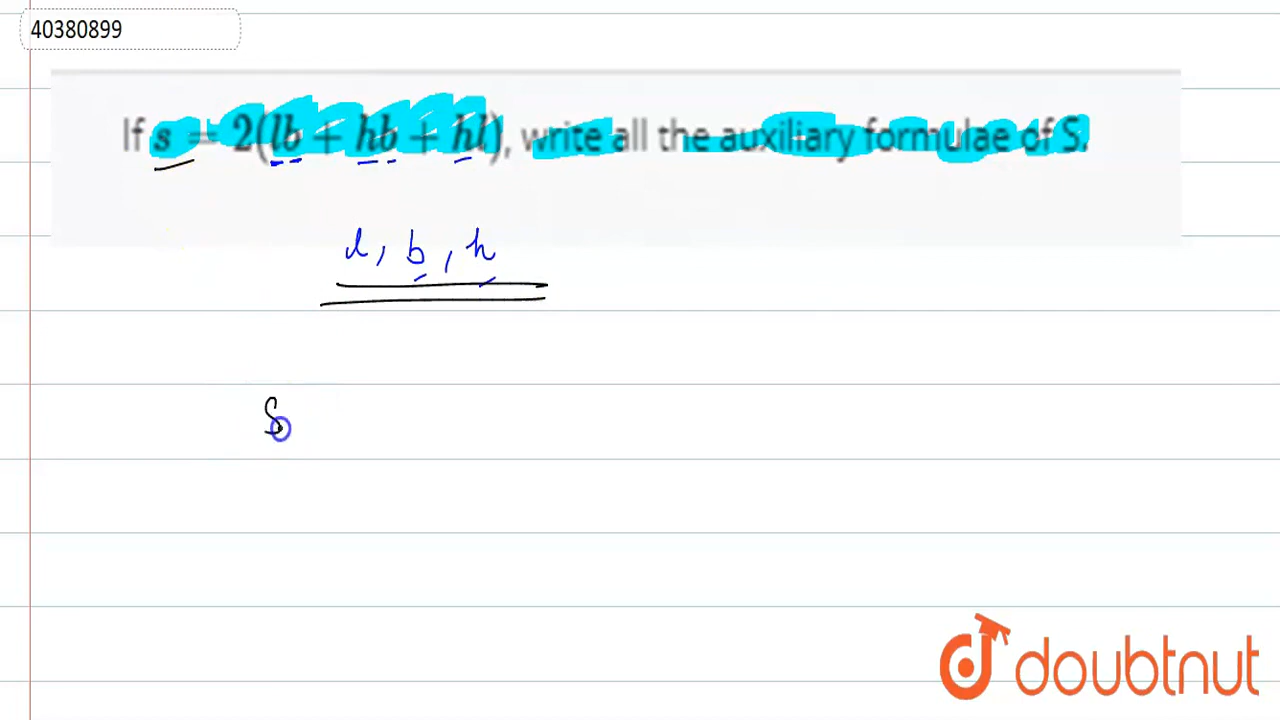 40380899
If s = 2(lb + hb + hl), write all the auxiliary formulae of S.
l, b, h
S
doubtnut